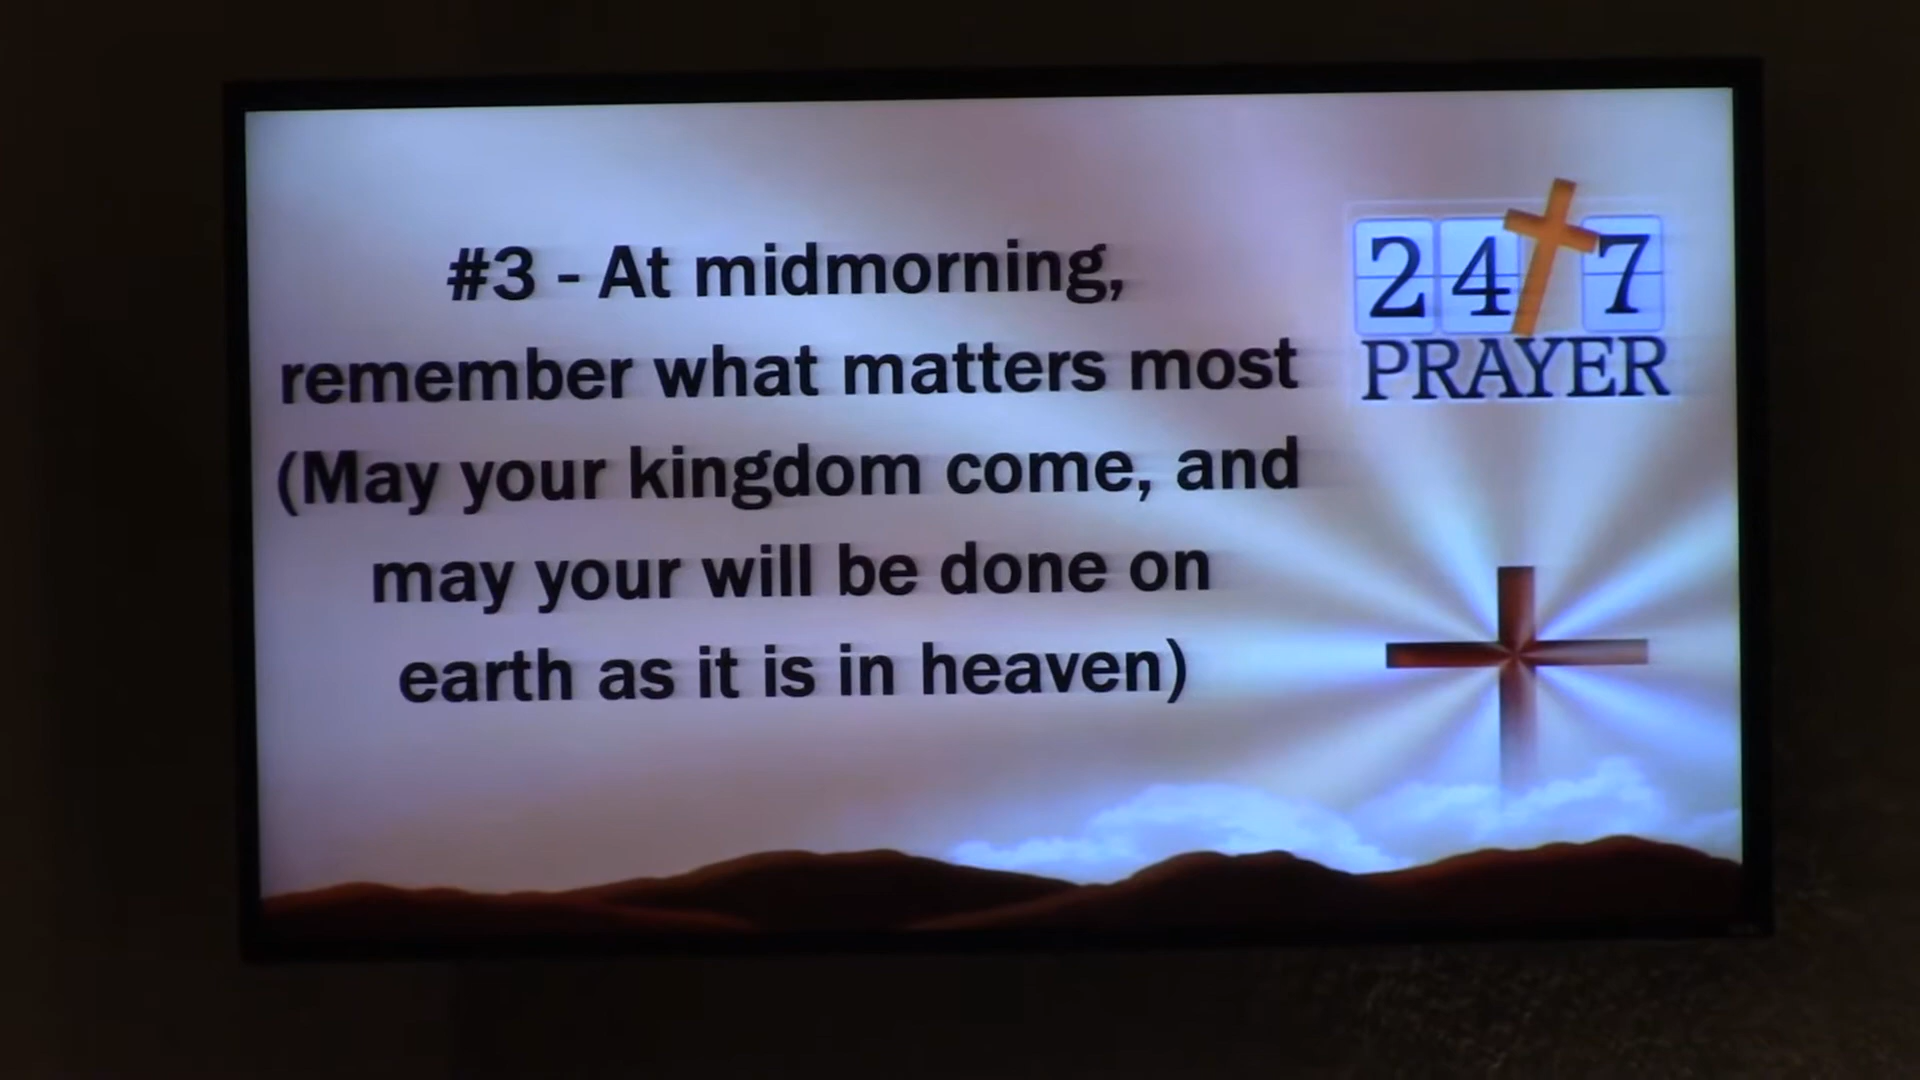 #3 - At midmorning,
remember what matters most
(May your kingdom come, and
may your will be done on
earth as it is in heaven)
24 7
PRAYER